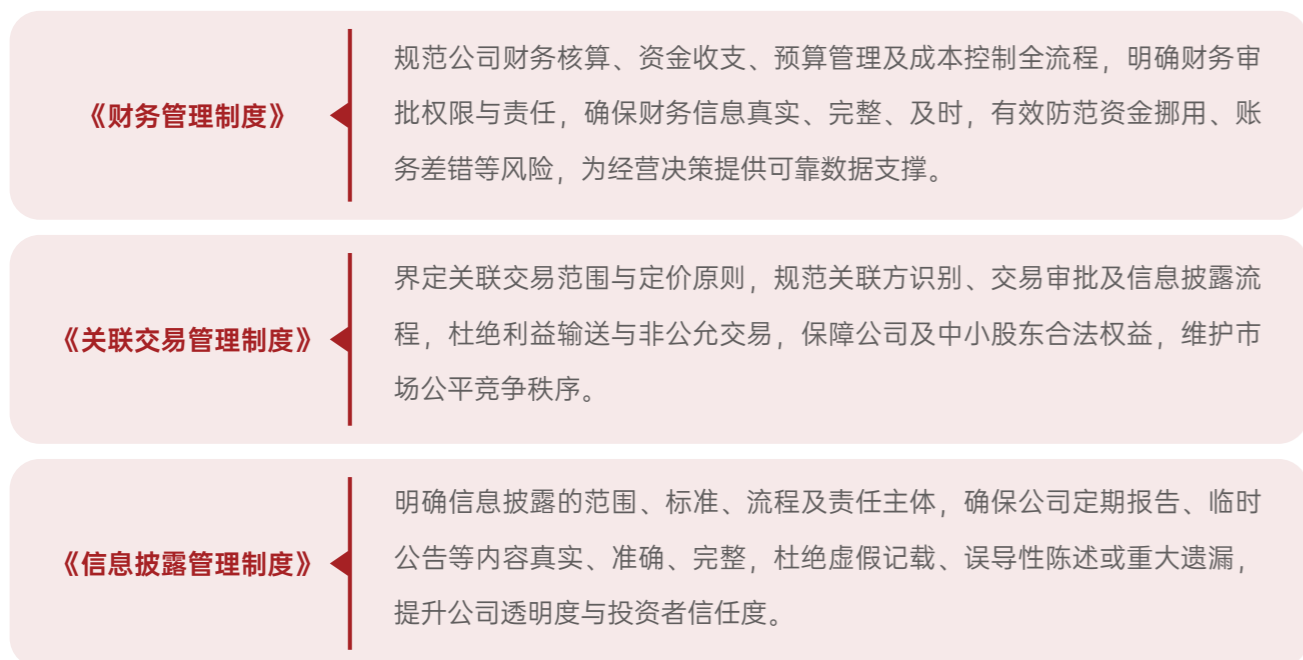 《财务管理制度》
规范公司财务核算、资金收支、预算管理及成本控制全流程，明确财务审
批权限与责任，确保财务信息真实、完整、及时，有效防范资金挪用、账
务差错等风险，为经营决策提供可靠数据支撑。
《关联交易管理制度》
界定关联交易范围与定价原则，规范关联方识别、交易审批及信息披露流
程，杜绝利益输送与非公允交易，保障公司及中小股东合法权益，维护市
场公平竞争秩序。
《信息披露管理制度》
明确信息披露的范围、标准、流程及责任主体，确保公司定期报告、临时
公告等内容真实、准确、完整，杜绝虚假记载、误导性陈述或重大遗漏，
提升公司透明度与投资者信任度。